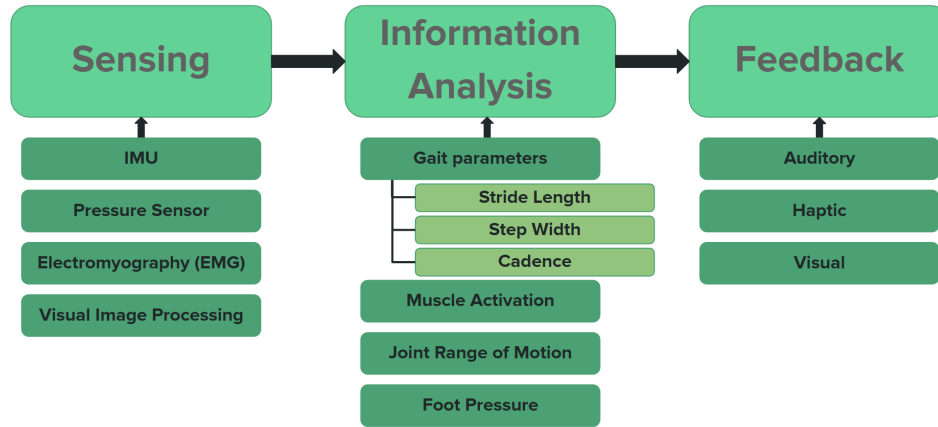 Sensing
Information
Analysis
Feedback
IMU
Pressure Sensor
Electromyography (EMG)
Visual Image Processing
Gait parameters
Stride Length
Step Width
Cadence
Muscle Activation
Joint Range of Motion
Foot Pressure
Auditory
Haptic
Visual